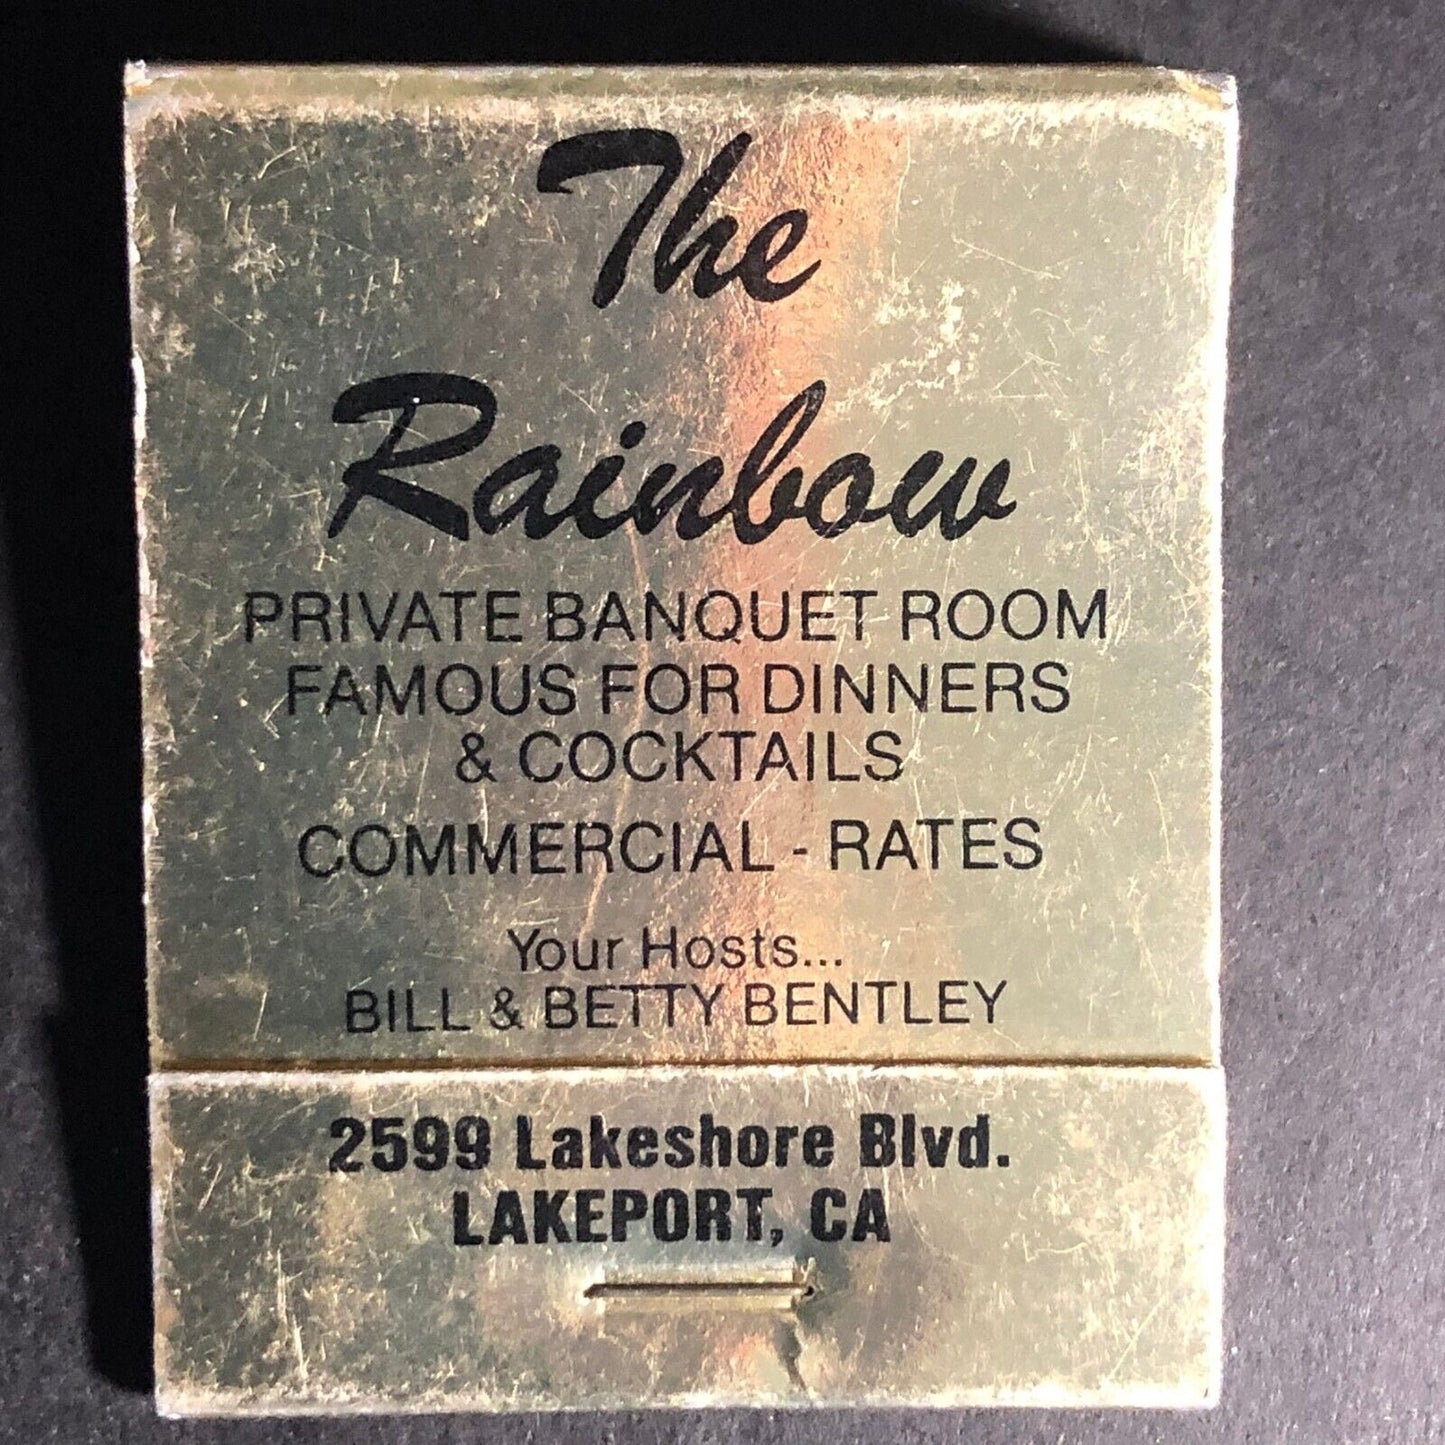 The
Rainbow
PRIVATE BANQUET ROOM
FAMOUS FOR DINNERS
& COCKTAILS
COMMERCIAL - RATES
Your Hosts...
BILL & BETTY BENTLEY
2599 Lakeshore Blvd.
LAKEPORT, CA